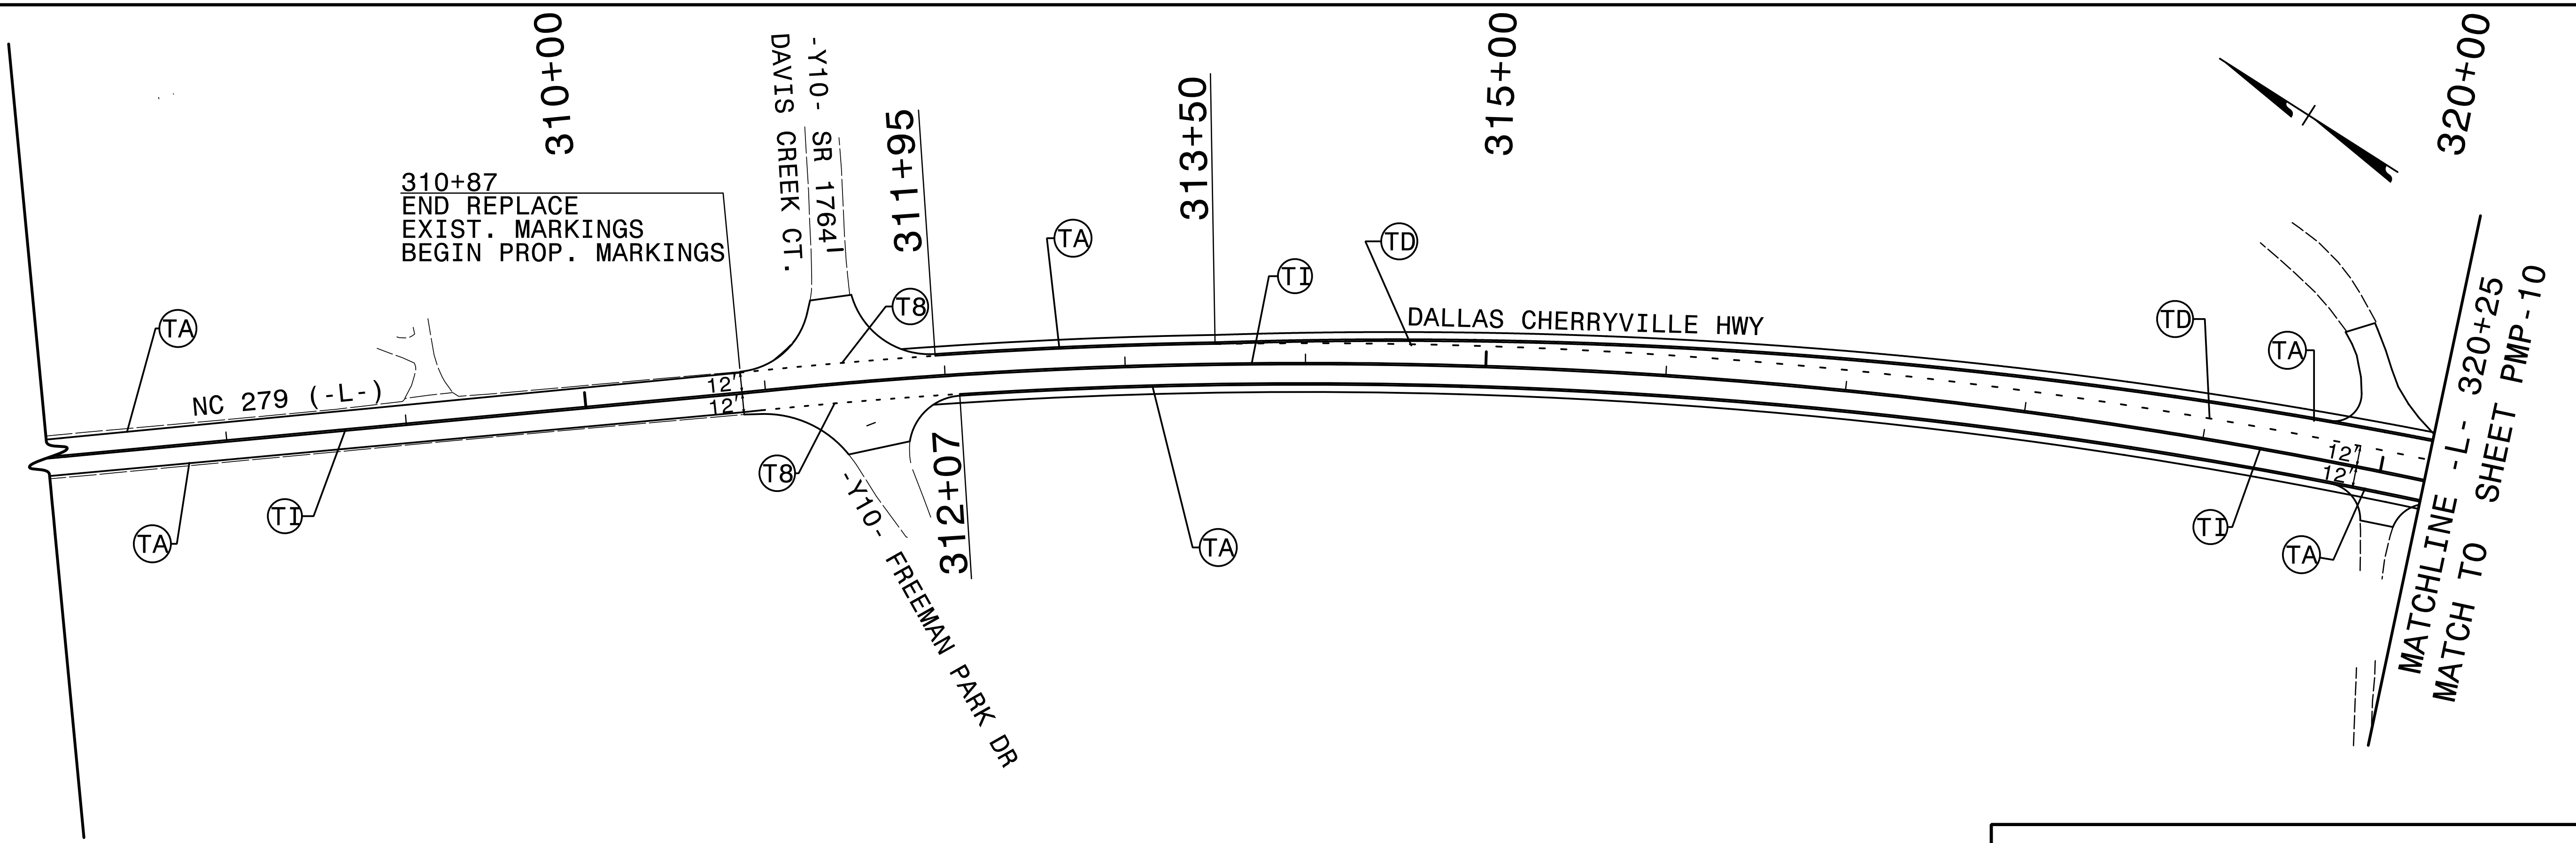 310+00
-Y10- SR 1764
DAVIS CREEK CT.
311+95
313+50
315+00
320+00
310+87
END REPLACE
EXIST. MARKINGS
BEGIN PROP. MARKINGS
TA
TD
TI
T8
TA
DALLAS CHERRYVILLE HWY
TD
TA
NC 279 (-L-)
12'
12'
12'
12'
TA
TI
T8
-Y10- FREEMAN PARK DR
312+07
TA
TI
TA
MATCHLINE -L- 320+25
MATCH TO SHEET PMP-10